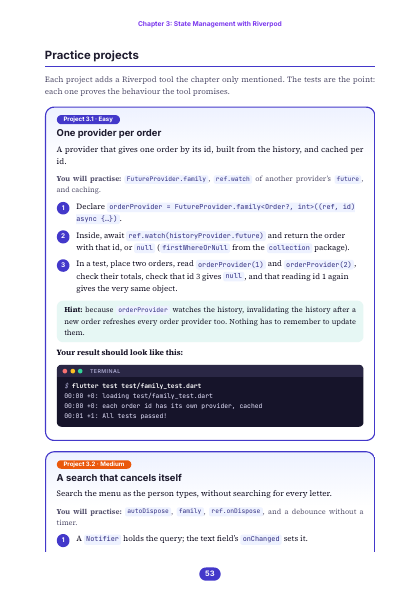 Chapter 3: State Management with Riverpod
Practice projects
Each project adds a Riverpod tool the chapter only mentioned. The tests are the point:
each one proves the behaviour the tool promises.
Project 3.1 · Easy
One provider per order
A provider that gives one order by its id, built from the history, and cached per
id.
You will practise: FutureProvider.family, ref.watch of another provider's future,
and caching.
1 Declare orderProvider = FutureProvider.family<Order?, int>((ref, id)
async {…}).
2 Inside, await ref.watch(historyProvider.future) and return the order
with that id, or null (firstWhereOrNull from the collection package).
3 In a test, place two orders, read orderProvider(1) and orderProvider(2),
check their totals, check that id 3 gives null, and that reading id 1 again
gives the very same object.
Hint: because orderProvider watches the history, invalidating the history after a
new order refreshes every order provider too. Nothing has to remember to update
them.
Your result should look like this:
TERMINAL
$ flutter test test/family_test.dart
00:00 +0: loading test/family_test.dart
00:00 +0: each order id has its own provider, cached
00:01 +1: All tests passed!
Project 3.2 · Medium
A search that cancels itself
Search the menu as the person types, without searching for every letter.
You will practise: autoDispose, family, ref.onDispose, and a debounce without a
timer.
1 A Notifier holds the query; the text field's onChanged sets it.
53